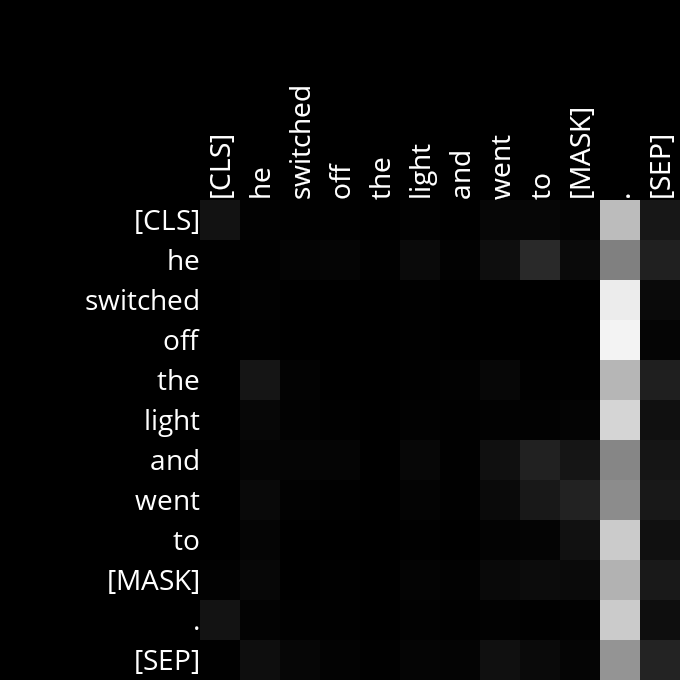 [CLS] he switched off the light and went to [MASK] . [SEP]
[CLS]
he
switched
off
the
light
and
went
to
[MASK]
.
[SEP]